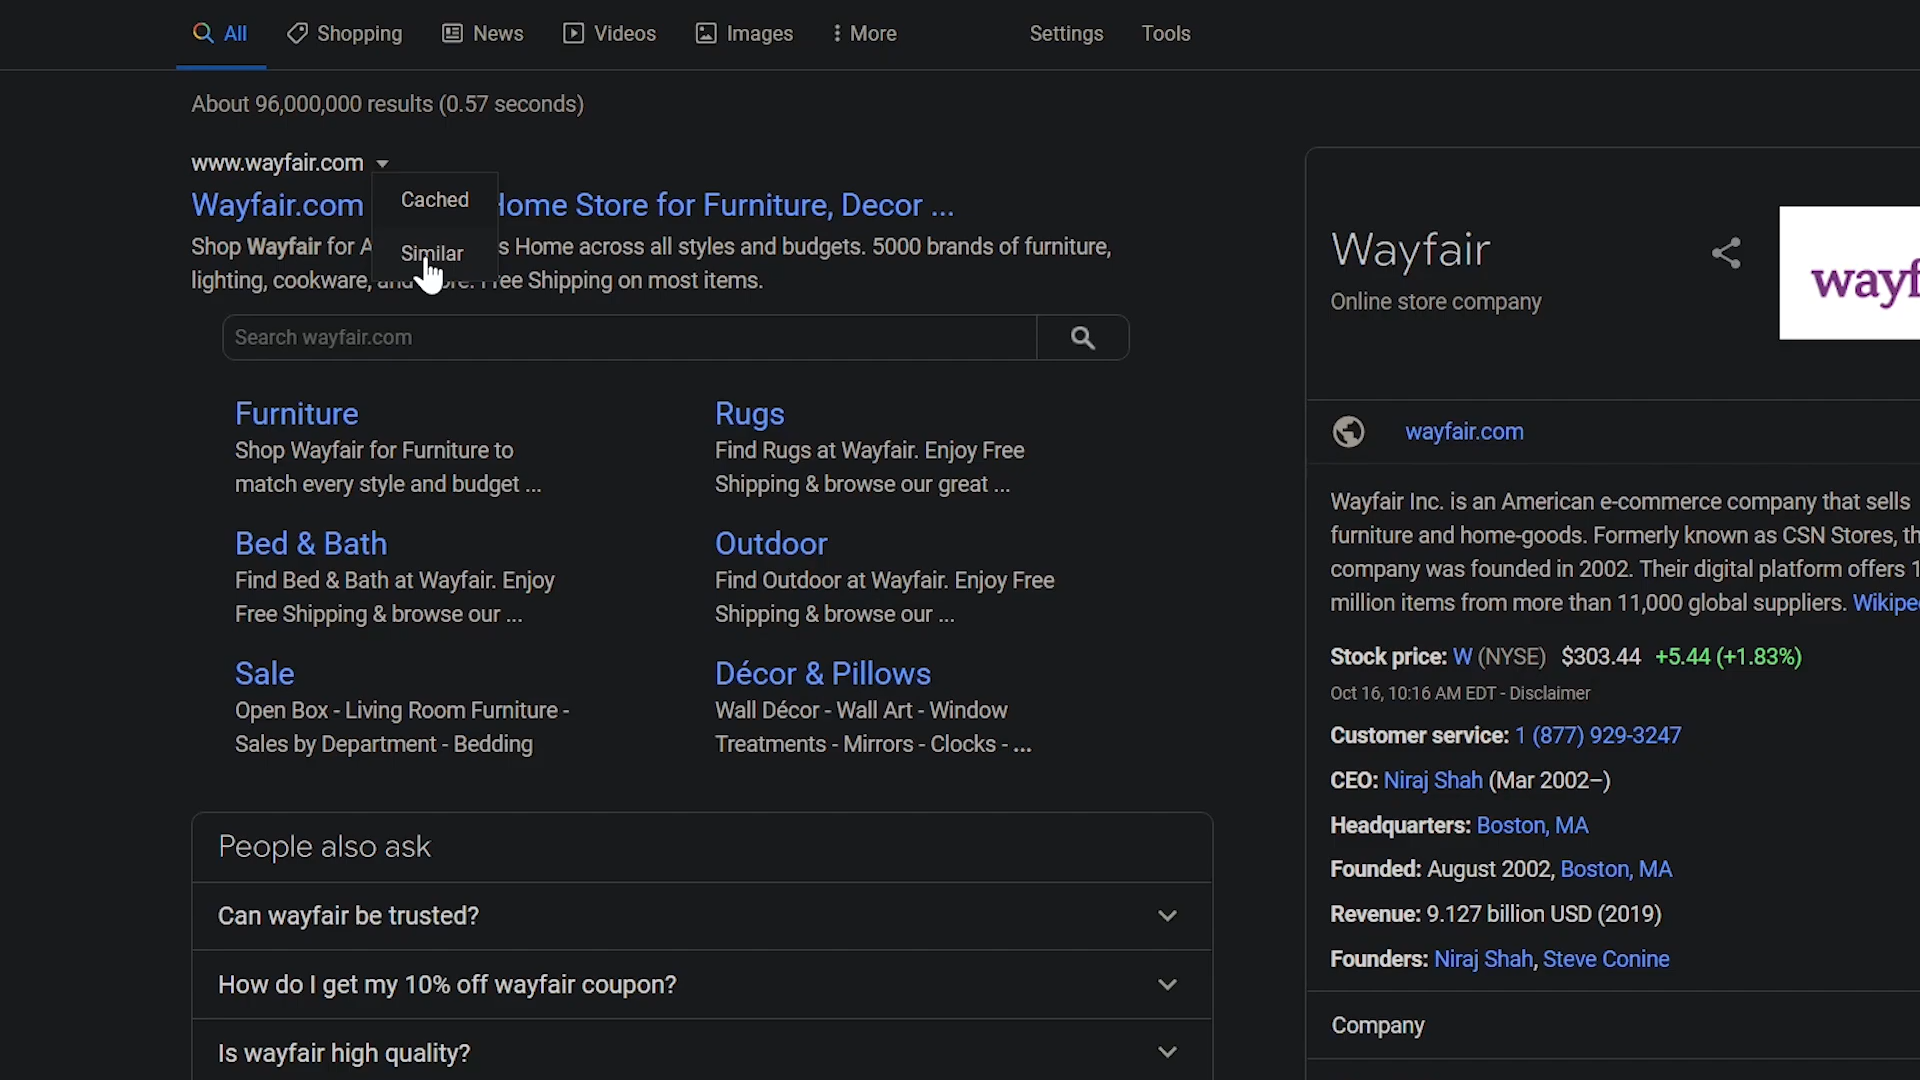 All Shopping News Videos Images More Settings Tools
About 96,000,000 results (0.57 seconds)
www.wayfair.com
Cached
Similar
Wayfair.com Home Store for Furniture, Decor ...
Shop Wayfair for s Home across all styles and budgets. 5000 brands of furniture,
lighting, cookware, Free Shipping on most items.
Search wayfair.com
Furniture
Shop Wayfair for Furniture to
match every style and budget ...
Rugs
Find Rugs at Wayfair. Enjoy Free
Shipping & browse our great ...
Bed & Bath
Find Bed & Bath at Wayfair. Enjoy
Free Shipping & browse our ...
Outdoor
Find Outdoor at Wayfair. Enjoy Free
Shipping & browse our ...
Sale
Open Box - Living Room Furniture -
Sales by Department - Bedding
Décor & Pillows
Wall Décor - Wall Art - Window
Treatments - Mirrors - Clocks - ...
People also ask
Can wayfair be trusted?
How do I get my 10% off wayfair coupon?
Is wayfair high quality?
Wayfair
Online store company
wayf
wayfair.com
Wayfair Inc. is an American e-commerce company that sells
furniture and home-goods. Formerly known as CSN Stores, th
company was founded in 2002. Their digital platform offers 1
million items from more than 11,000 global suppliers. Wikipe
Stock price: W (NYSE) $303.44 +5.44 (+1.83%)
Oct 16, 10:16 AM EDT - Disclaimer
Customer service: 1 (877) 929-3247
CEO: Niraj Shah (Mar 2002–)
Headquarters: Boston, MA
Founded: August 2002, Boston, MA
Revenue: 9.127 billion USD (2019)
Founders: Niraj Shah, Steve Conine
Company